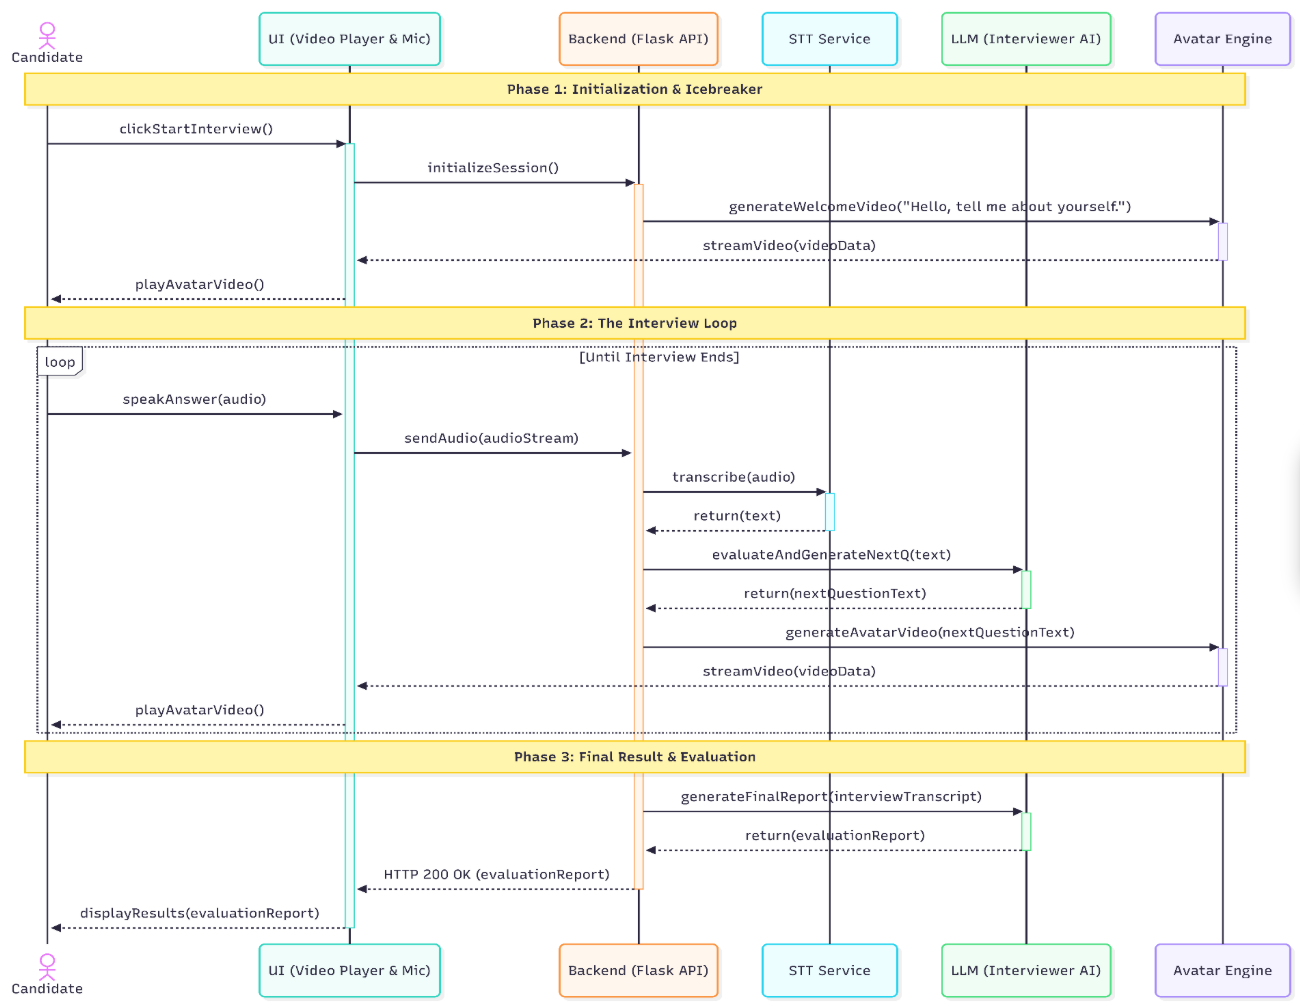 Candidate
UI (Video Player & Mic)
Backend (Flask API)
STT Service
LLM (Interviewer AI)
Avatar Engine
Phase 1: Initialization & Icebreaker
clickStartInterview()
initializeSession()
generateWelcomeVideo("Hello, tell me about yourself.")
streamVideo(videoData)
playAvatarVideo()
Phase 2: The Interview Loop
loop
[Until Interview Ends]
speakAnswer(audio)
sendAudio(audioStream)
transcribe(audio)
return(text)
evaluateAndGenerateNextQ(text)
return(nextQuestionText)
generateAvatarVideo(nextQuestionText)
streamVideo(videoData)
playAvatarVideo()
Phase 3: Final Result & Evaluation
generateFinalReport(interviewTranscript)
return(evaluationReport)
HTTP 200 OK (evaluationReport)
displayResults(evaluationReport)
Candidate
UI (Video Player & Mic)
Backend (Flask API)
STT Service
LLM (Interviewer AI)
Avatar Engine